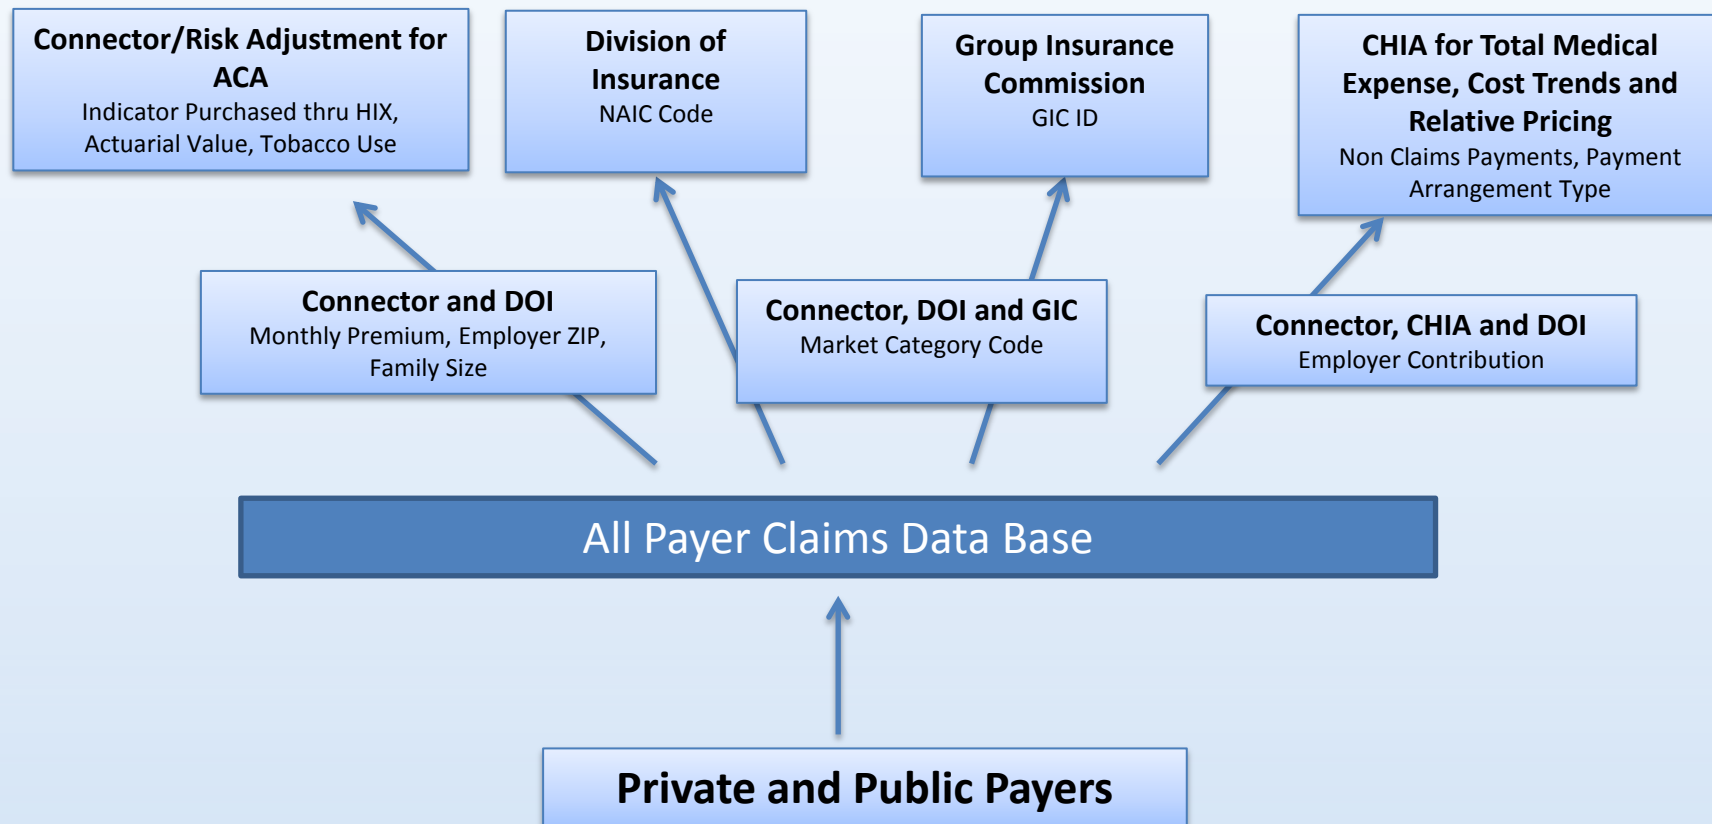 Connector/Risk Adjustment for
ACA
Indicator Purchased thru HIX,
Actuarial Value, Tobacco Use
Division of
Insurance
NAIC Code
Group Insurance
Commission
GIC ID
CHIA for Total Medical
Expense, Cost Trends and
Relative Pricing
Non Claims Payments, Payment
Arrangement Type
Connector and DOI
Monthly Premium, Employer ZIP,
Family Size
Connector, DOI and GIC
Market Category Code
Connector, CHIA and DOI
Employer Contribution
All Payer Claims Data Base
Private and Public Payers